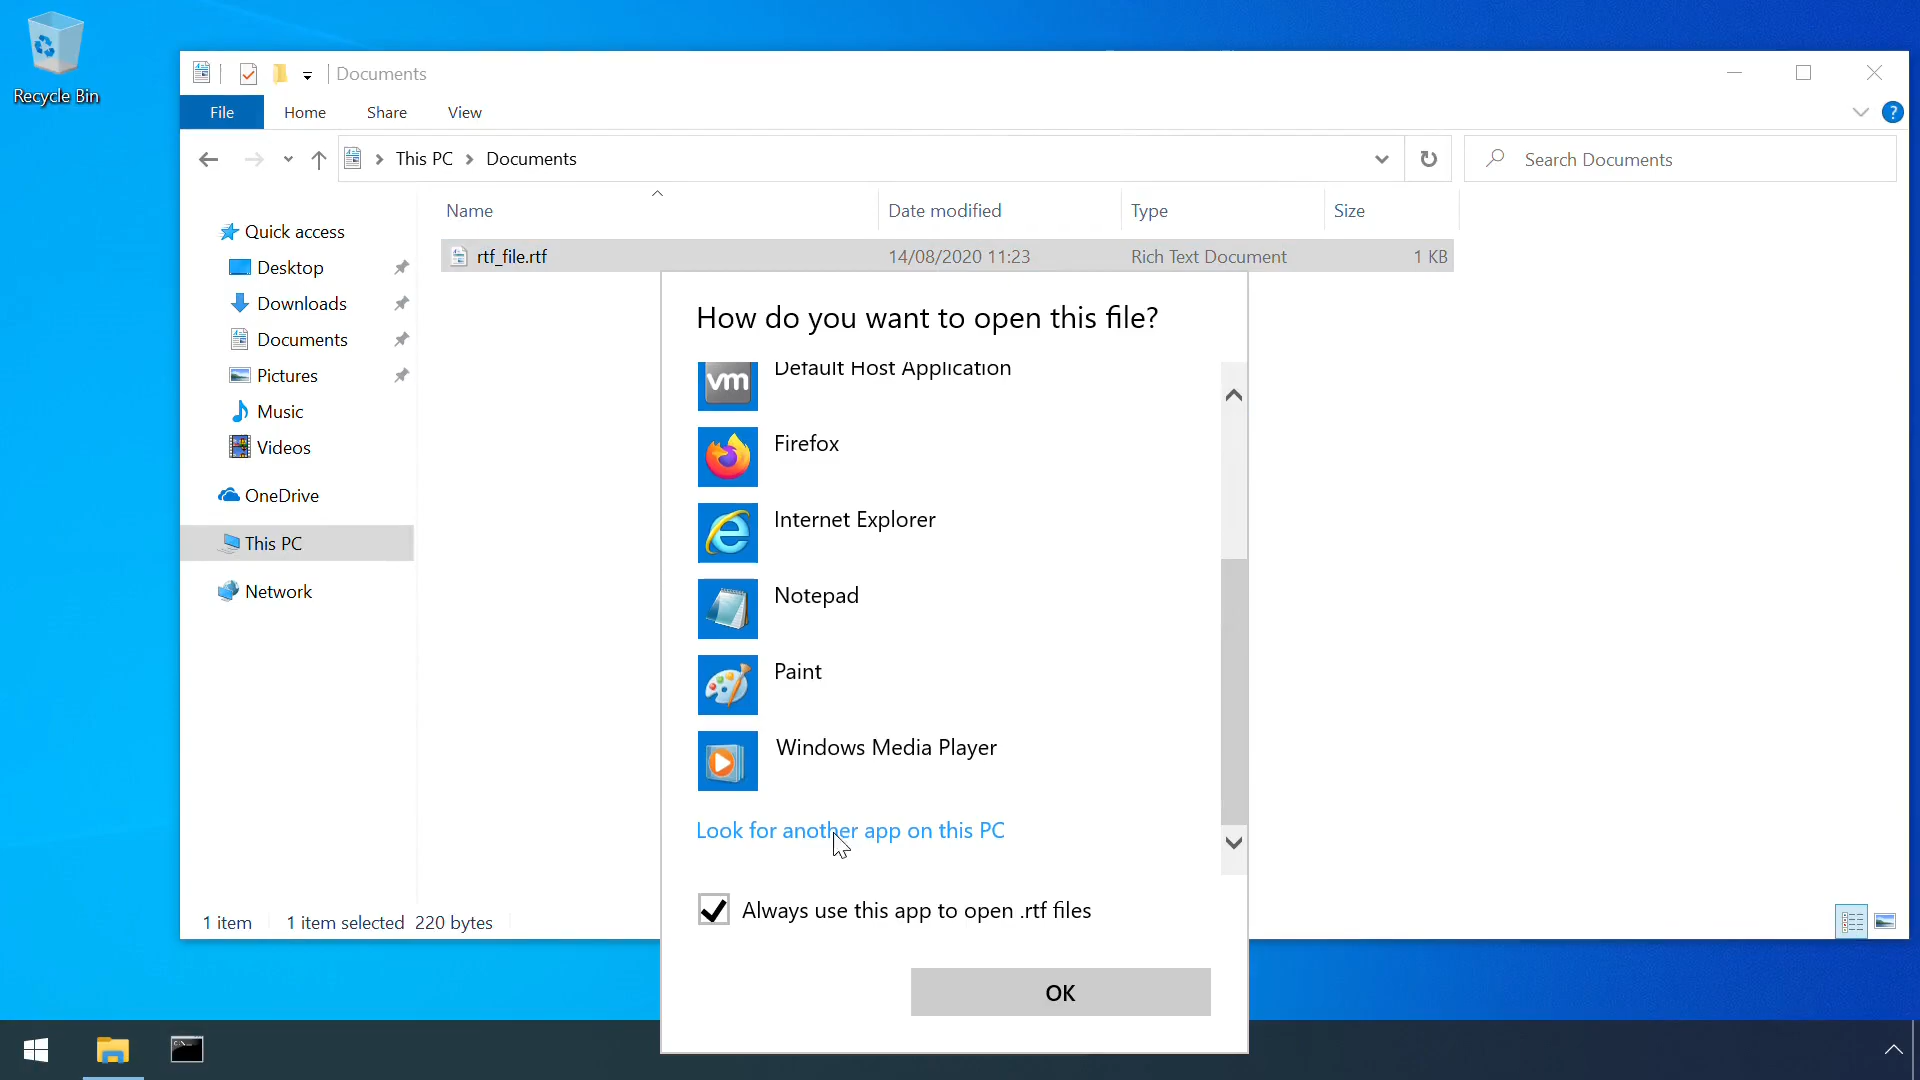 Recycle Bin
Documents
File Home Share View
?
This PC Documents
Search Documents
Name Date modified Type Size
rtf_file.rtf 14/08/2020 11:23 Rich Text Document 1 KB
Quick access
Desktop
Downloads
Documents
Pictures
Music
Videos
OneDrive
This PC
Network
How do you want to open this file?
vm
Default Host Application
Firefox
Internet Explorer
Notepad
Paint
Windows Media Player
Look for another app on this PC
Always use this app to open .rtf files
OK
1 item 1 item selected 220 bytes